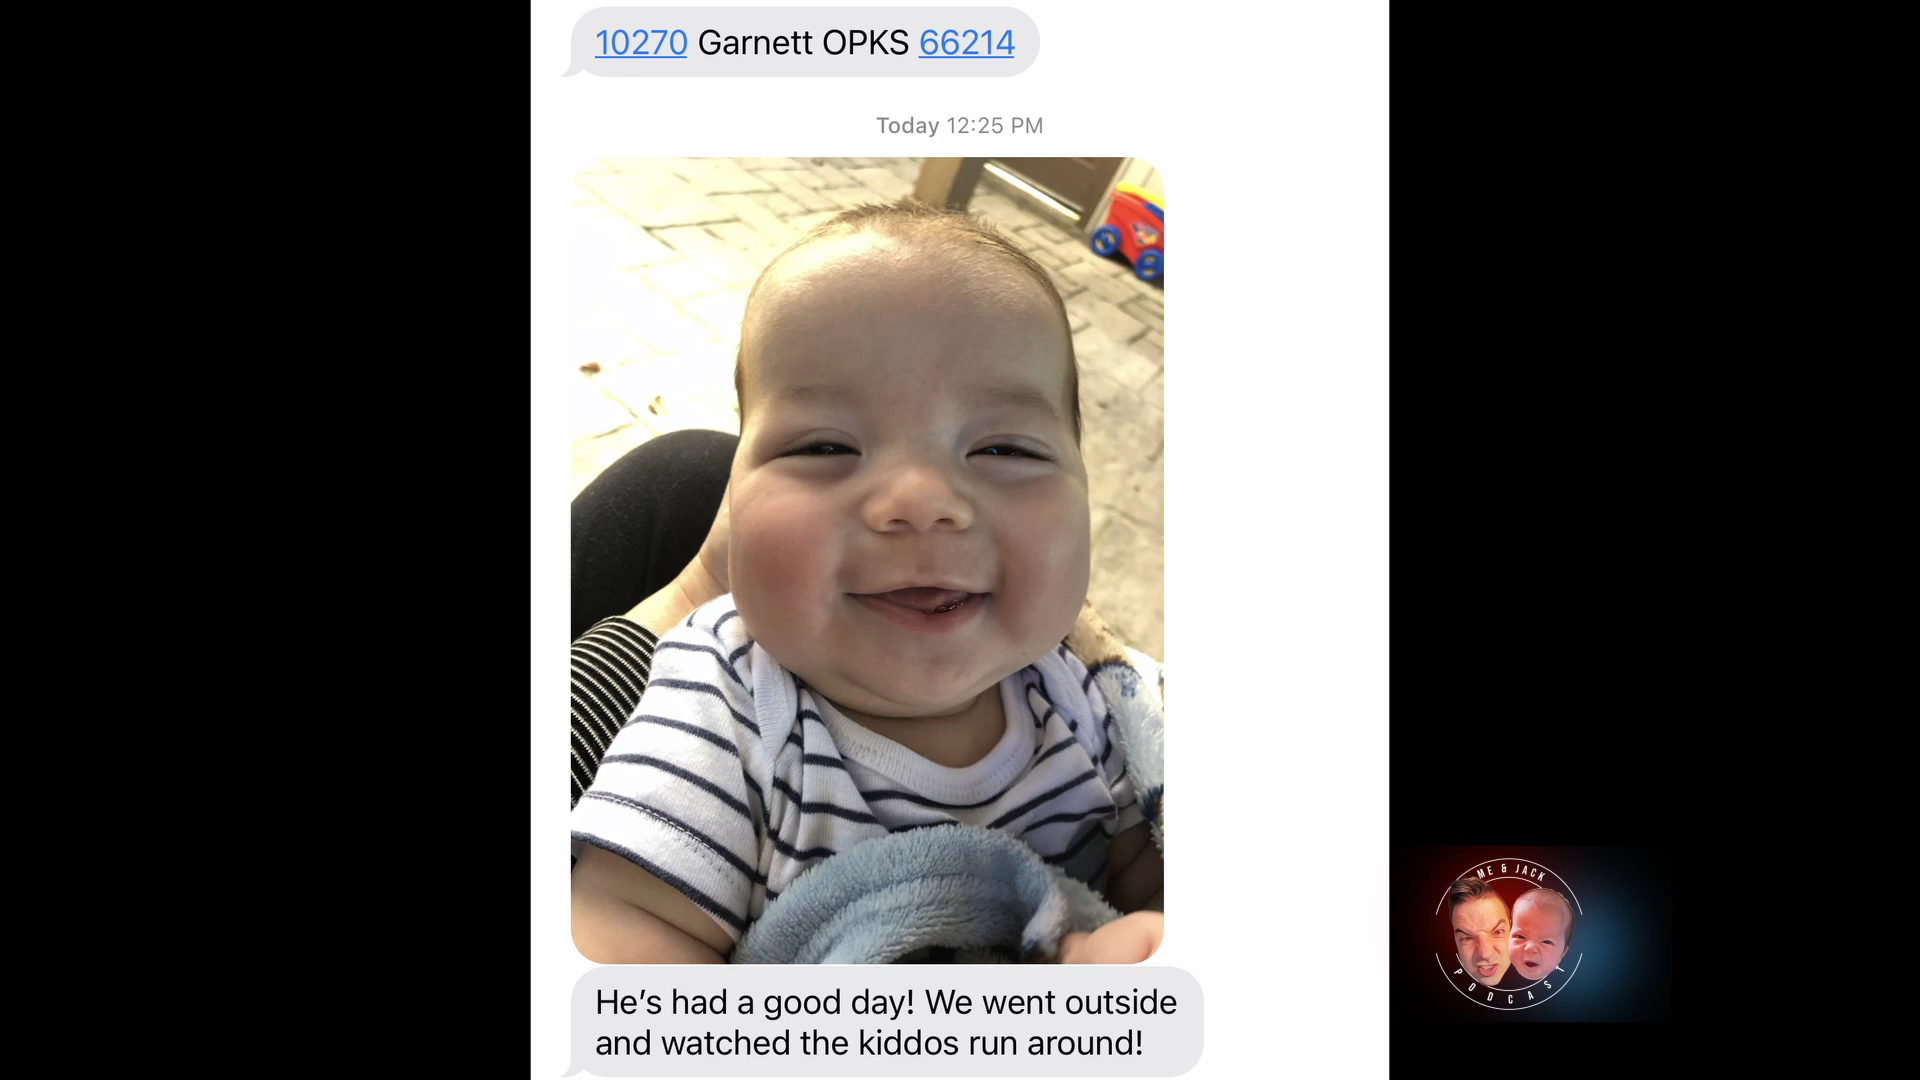 10270 Garnett OPKS 66214
Today 12:25 PM
He’s had a good day! We went outside
and watched the kiddos run around!
ME & JACK
PODCAST